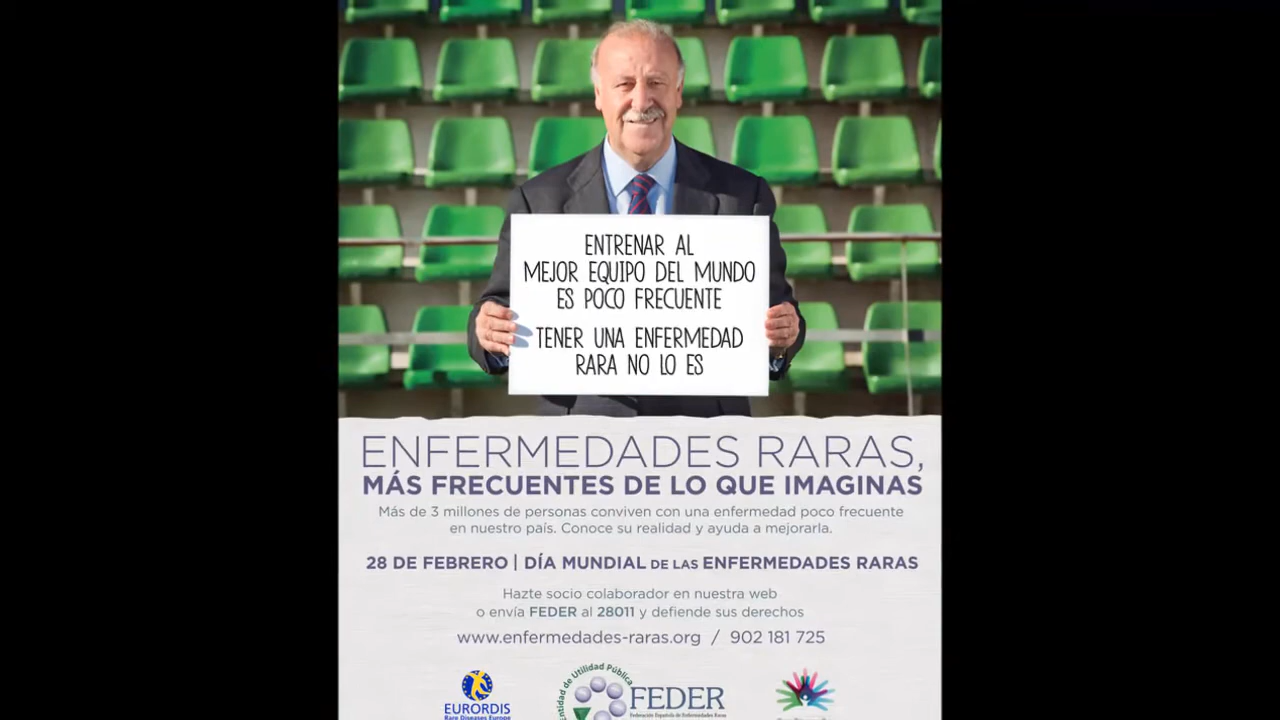 ENTRENAR AL
MEJOR EQUIPO DEL MUNDO
ES POCO FRECUENTE
TENER UNA ENFERMEDAD
RARA NO LO ES
ENFERMEDADES RARAS,
MÁS FRECUENTES DE LO QUE IMAGINAS
Más de 3 millones de personas conviven con una enfermedad poco frecuente
en nuestro país. Conoce su realidad y ayuda a mejorarla.
28 DE FEBRERO | DÍA MUNDIAL DE LAS ENFERMEDADES RARAS
Hazte socio colaborador en nuestra web
o envía FEDER al 28011 y defiende sus derechos
www.enfermedades-raras.org / 902 181 725
EURORDIS
Rare Diseases Europe
Entidad de Utilidad Pública
FEDER
Federación Española de Enfermedades Raras